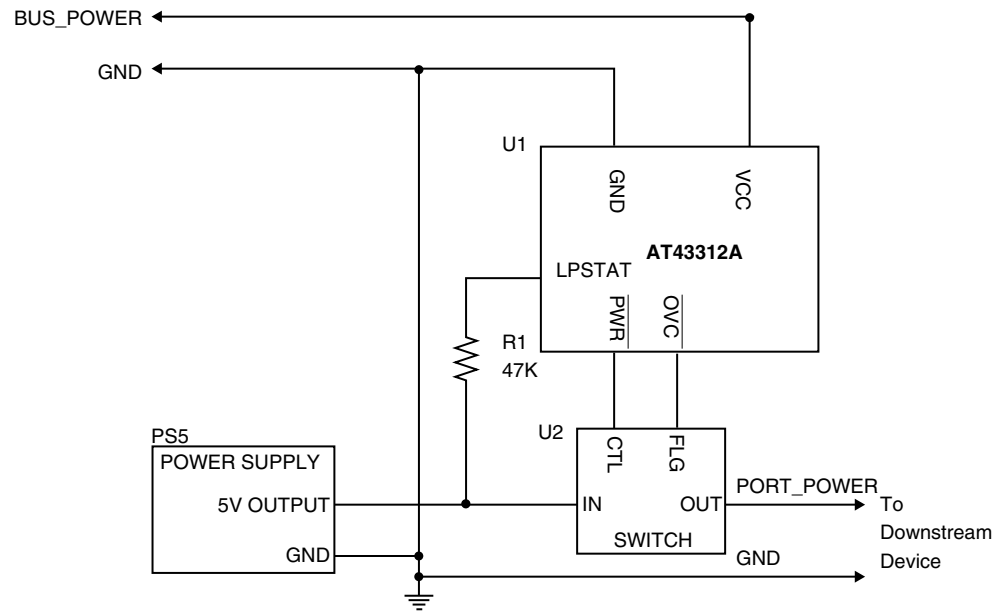 BUS_POWER
GND
U1
GND
VCC
AT43312A
LPSTAT
PWR
OVC
R1
47K
PS5
U2
POWER SUPPLY
CTL
FLG
5V OUTPUT
IN
OUT
PORT_POWER
To
Downstream
Device
SWITCH
GND
GND